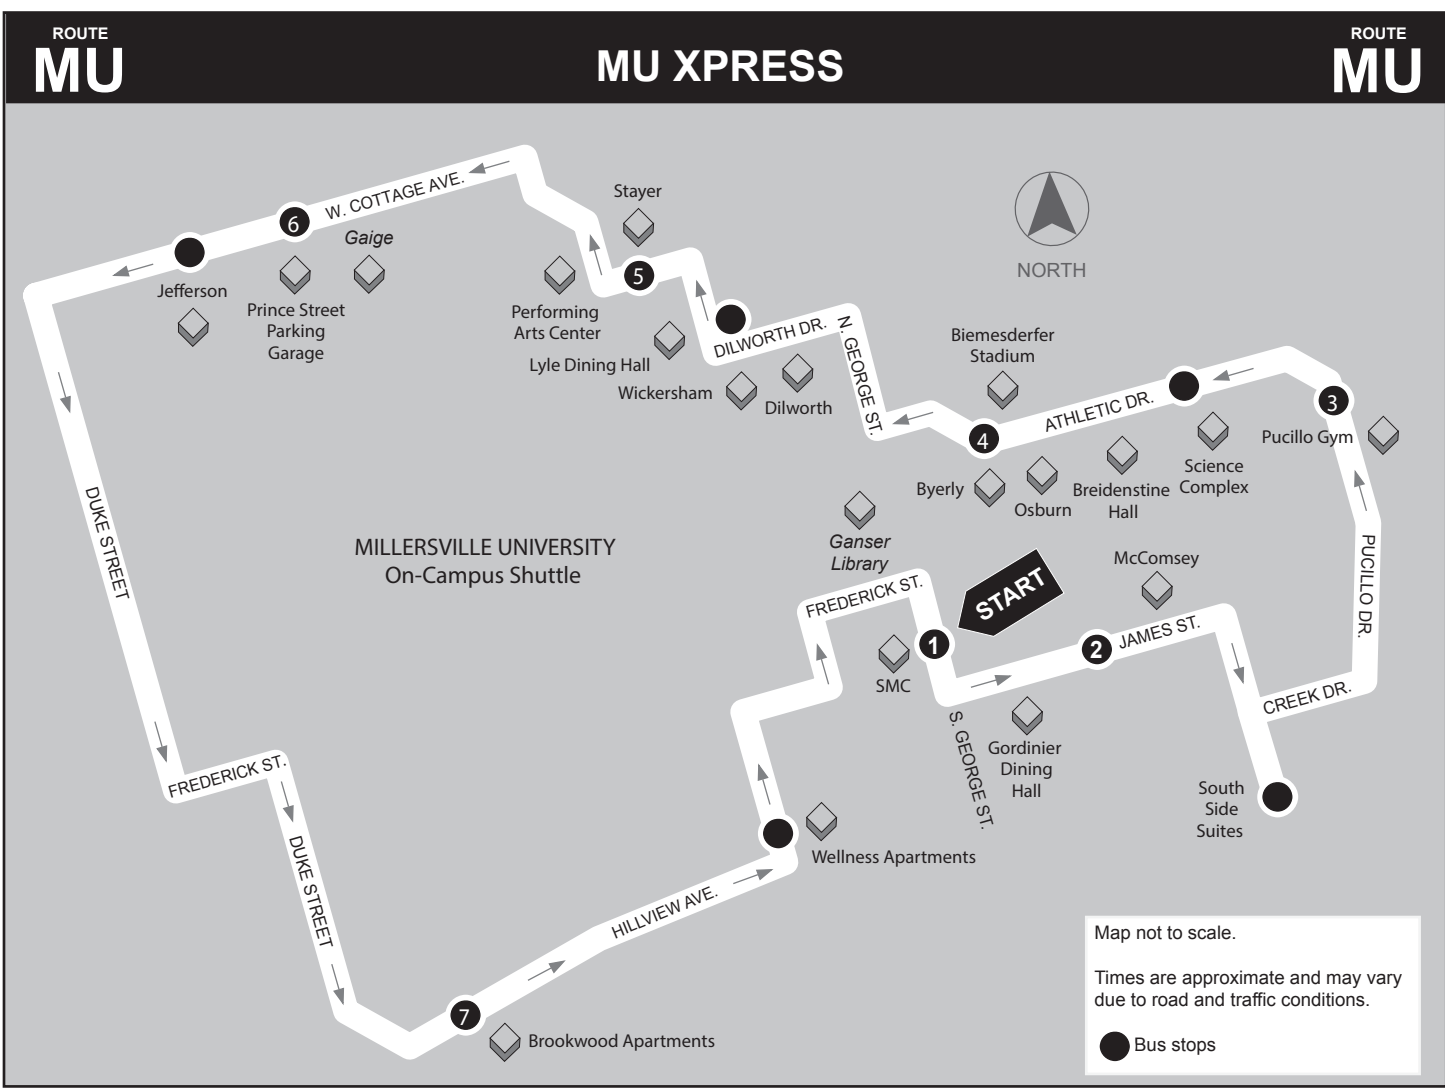 ROUTE
MU
MU XPRESS
ROUTE
MU
Stayer
W. COTTAGE AVE.
6
Gaige
NORTH
5
Jefferson
Prince Street
Parking
Garage
Performing
Arts Center
Lyle Dining Hall
DILWORTH DR.
N. GEORGE ST.
Wickersham
Dilworth
Biemesderfer
Stadium
ATHLETIC DR.
3
4
Pucillo Gym
Science
Complex
Byerly
Osburn
Breidenstine
Hall
DUKE STREET
MILLERSVILLE UNIVERSITY
On-Campus Shuttle
Ganser
Library
START
McComsey
PUCILLO DR.
FREDERICK ST.
1
2
JAMES ST.
SMC
CREEK DR.
S. GEORGE ST.
Gordinier
Dining
Hall
FREDERICK ST.
South
Side
Suites
DUKE STREET
Wellness Apartments
HILLVIEW AVE.
7
Brookwood Apartments
Map not to scale.
Times are approximate and may vary
due to road and traffic conditions.
Bus stops